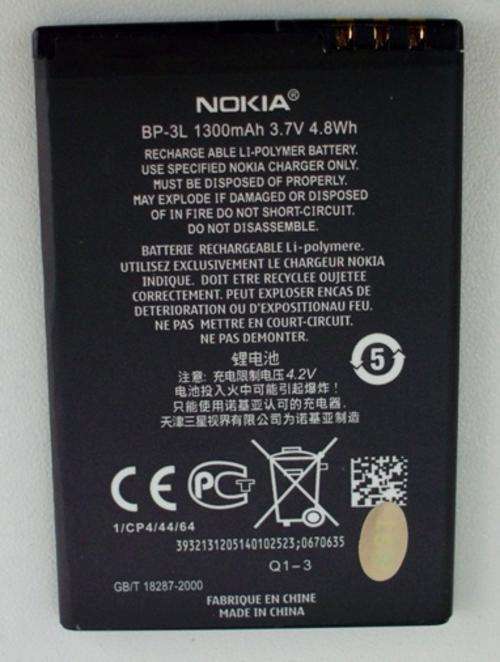 NOKIA®
BP-3L 1300mAh 3.7V 4.8Wh
RECHARGE ABLE LI-POLYMER BATTERY.
USE SPECIFIED NOKIA CHARGER ONLY.
MUST BE DISPOSED OF PROPERLY.
MAY EXPLODE IF DAMAGED OR DISPOSED
OF IN FIRE DO NOT SHORT-CIRCUIT.
DO NOT DISASSEMBLE.
BATTERIE RECHARGEABLE Li-polymere.
UTILISEZ EXCLUSIVEMENT LE CHARGEUR NOKIA
INDIQUE. DOIT ETRE RECYCLEE OUJETEE
CORRECTEMENT. PEUT EXPLOSER EN CAS DE
DETERIORATION OU D'EXPOSITIONAU FEU.
NE PAS METTRE EN COURT-CIRCUIT.
NE PAS DEMONTER.
锂电池
注意: 充电限制电压4.2V
电池投入火中可能引起爆炸!
只能使用诺基亚认可的充电器.
天津三星视界有限公司为诺基亚制造
5
CE PCT
1/CP4/44/64
3932131205140102523;0670635
Q1-3
GB/T 18287-2000
FABRIQUE EN CHINE
MADE IN CHINA